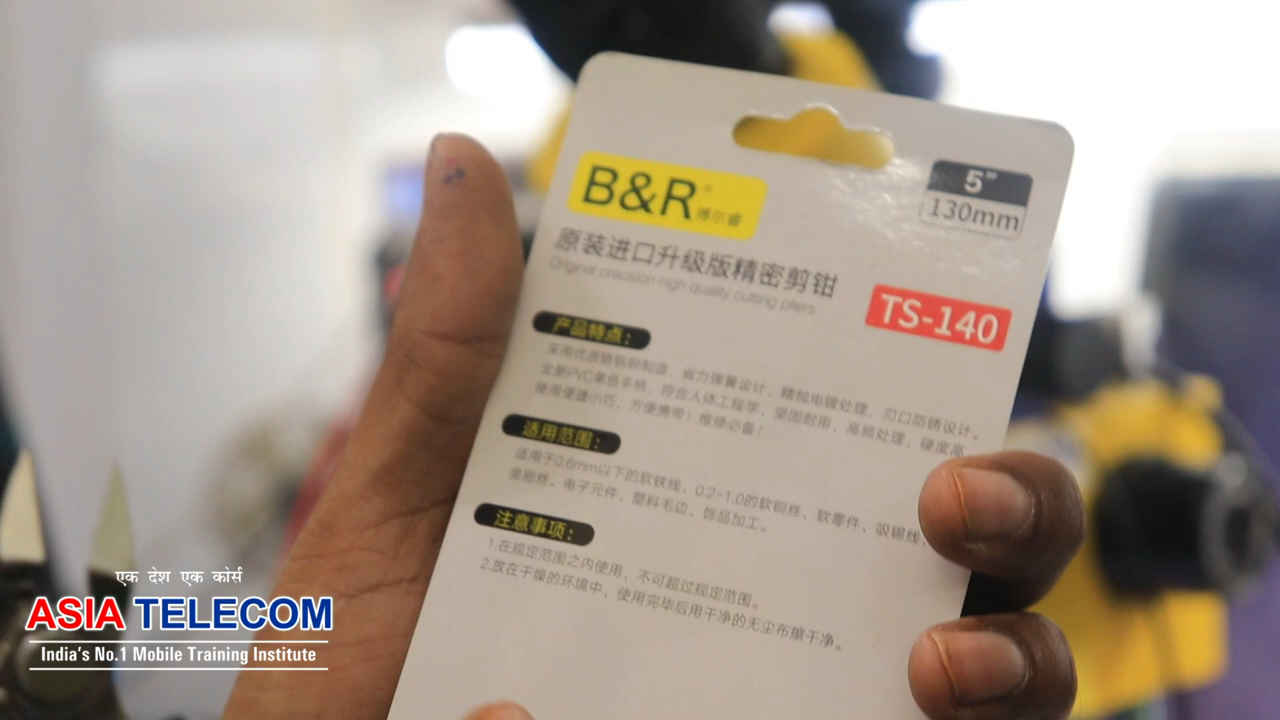 B&R® 博尔睿
5"
130mm
原装进口升级版精密剪钳
Original precision high quality cutting pliers
TS-140
产品特点：
采用优质铬钒钢制造、省力弹簧设计、精抛电镀处理、刃口防锈设计。
全新PVC单色手柄、符合人体工程学、坚固耐用、高频处理、硬度高
使用便捷小巧、方便携带！维修必备！
适用范围：
适用于0.6mm以下的软铁线、0.2~1.0的软铜丝、软零件、吸锡线、
金刚丝、电子元件、塑料毛边、饰品加工。
注意事项：
1.在规定范围之内使用，不可超过规定范围。
2.放在干燥的环境中、使用完毕后用干净的无尘布擦干净。
एक देश एक कोर्स
ASIA TELECOM
India's No.1 Mobile Training Institute